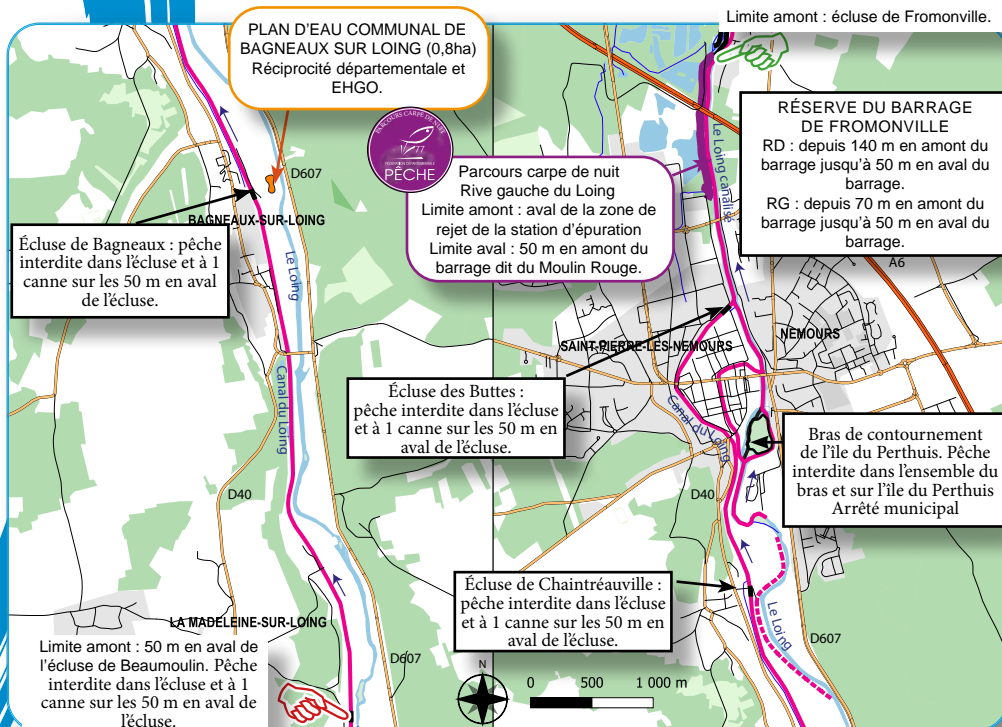 PLAN D'EAU COMMUNAL DE
BAGNEAUX SUR LOING (0,8ha)
Réciprocité départementale et
EHGO.
Limite amont : écluse de Fromonville.
PARCOURS CARPE DE NUIT
77
FÉDÉRATION DÉPARTEMENTALE
PÊCHE
Parcours carpe de nuit
Rive gauche du Loing
Limite amont : aval de la zone de
rejet de la station d'épuration
Limite aval : 50 m en amont du
barrage dit du Moulin Rouge.
RÉSERVE DU BARRAGE
DE FROMONVILLE
RD : depuis 140 m en amont du
barrage jusqu'à 50 m en aval du
barrage.
RG : depuis 70 m en amont du
barrage jusqu'à 50 m en aval du
barrage.
Le Loing canalisé
A6
D607
BAGNEAUX-SUR-LOING
Écluse de Bagneaux : pêche
interdite dans l'écluse et à 1
canne sur les 50 m en aval
de l'écluse.
Le Loing
Canal du Loing
SAINT-PIERRE-LÈS-NEMOURS
NEMOURS
Écluse des Buttes :
pêche interdite dans l'écluse
et à 1 canne sur les 50 m en
aval de l'écluse.
Canal du Loing
Bras de contournement
de l'île du Perthuis. Pêche
interdite dans l'ensemble du
bras et sur l'île du Perthuis
Arrêté municipal
D40
D40
Écluse de Chaintréauville :
pêche interdite dans l'écluse
et à 1 canne sur les 50 m en
aval de l'écluse.
Le Loing
D607
LA MADELEINE-SUR-LOING
Limite amont : 50 m en aval de
l'écluse de Beaumoulin. Pêche
interdite dans l'écluse et à 1
canne sur les 50 m en aval de
l'écluse.
D607
N
0 500 1 000 m